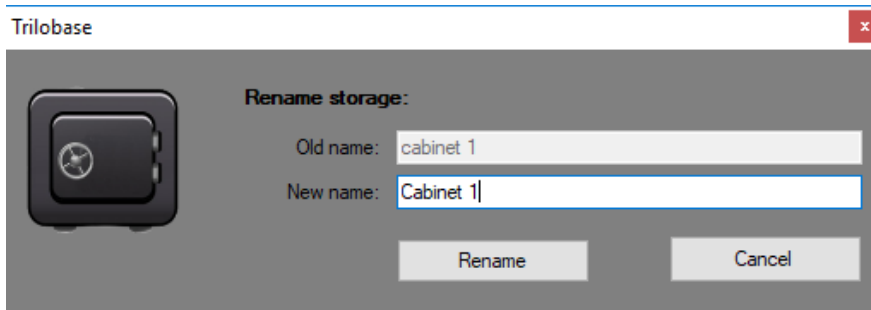 Trilobase
Rename storage:
Old name: cabinet 1
New name: Cabinet 1
Rename Cancel